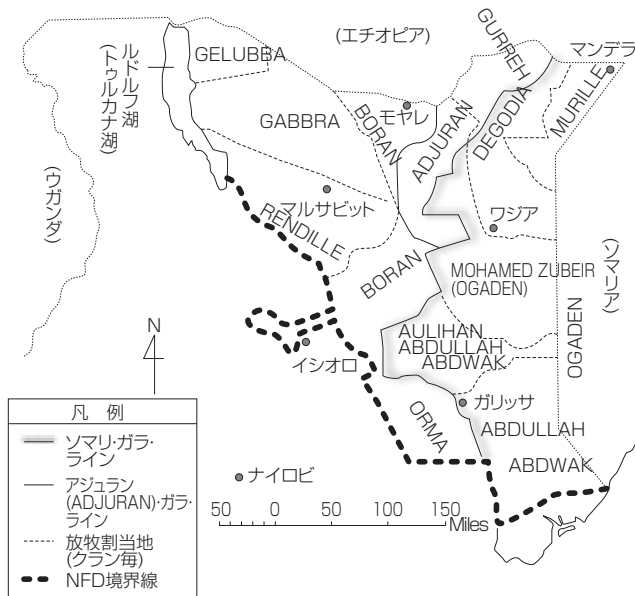 GELUBBA
(エチオピア)
GURREH
マンデラ
ルドルフ湖
(トゥルカナ湖)
GABBRA
BORAN
モヤレ
ADJURAN
DEGODIA
MURILLE
(ウガンダ)
マルサビット
RENDILLE
ワジア
(ソマリア)
BORAN
MOHAMED ZUBEIR
(OGADEN)
OGADEN
N
AULIHAN
ABDULLAH
ABDWAK
イシオロ
ORMA
ガリッサ
ABDULLAH
ABDWAK
ナイロビ
50 0 50 100 150
Miles
凡 例
ソマリ・ガラ・
ライン
アジュラン
(ADJURAN)・ガラ・
ライン
放牧割当地
(クラン毎)
NFD境界線